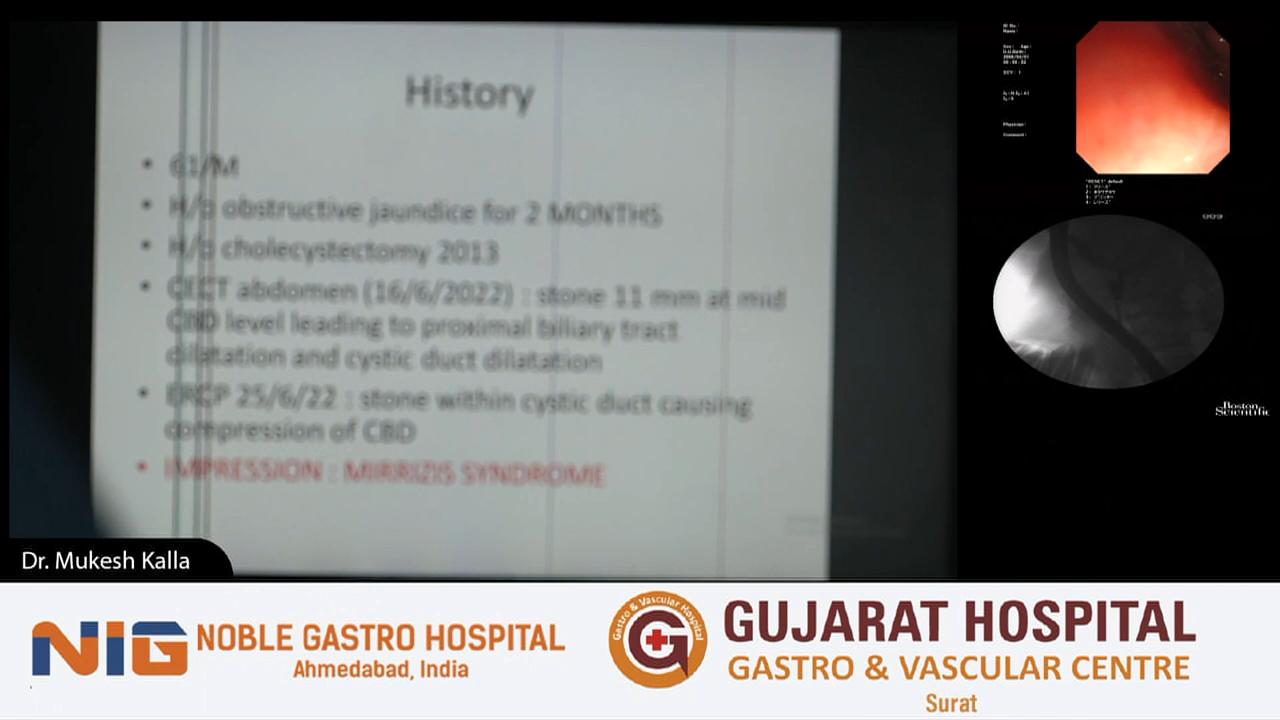 History
• 61/M
• H/o obstructive jaundice for 2 MONTHS
• H/o cholecystectomy 2013
• CECT abdomen (16/6/2022) : stone 11 mm at mid
CBD level leading to proximal biliary tract
dilatation and cystic duct dilatation
• ERCP 25/6/22 : stone within cystic duct causing
compression of CBD
• IMPRESSION : MIRRIZIS SYNDROME
Boston
Scientific
Dr. Mukesh Kalla
NIG NOBLE GASTRO HOSPITAL
Ahmedabad, India
Gastro & Vascular Hospital
G
GUJARAT HOSPITAL
GASTRO & VASCULAR CENTRE
Surat